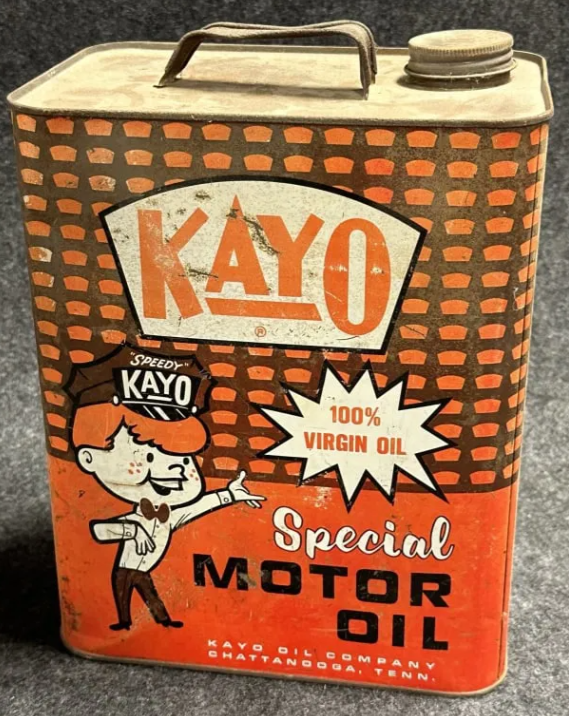 KAYO
®
"SPEEDY"
KAYO
100%
VIRGIN OIL
Special
MOTOR
OIL
KAYO OIL COMPANY
CHATTANOOGA, TENN.